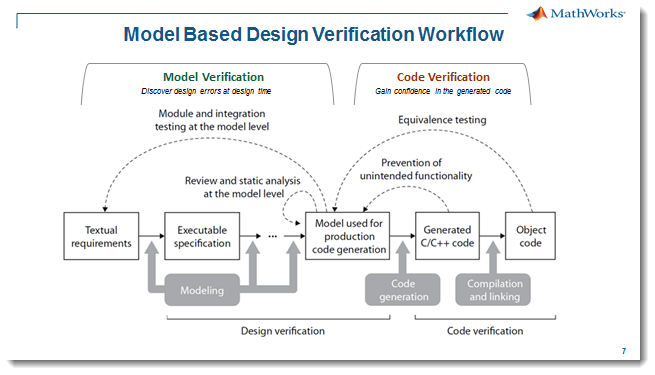 MathWorks®
Model Based Design Verification Workflow
Model Verification
Discover design errors at design time
Code Verification
Gain confidence in the generated code
Module and integration
testing at the model level
Equivalence testing
Prevention of
unintended functionality
Review and static analysis
at the model level
Textual
requirements
Executable
specification
...
Model used for
production
code generation
Generated
C/C++ code
Object
code
Modeling
Code
generation
Compilation
and linking
Design verification
Code verification
7